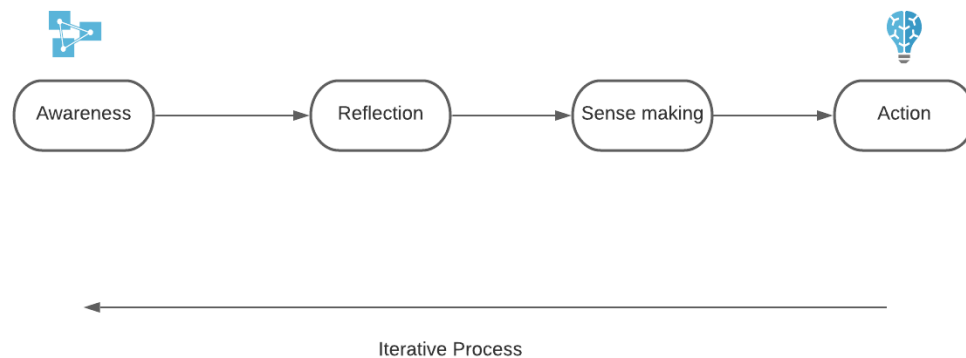 Awareness
Reflection
Sense making
Action
Iterative Process